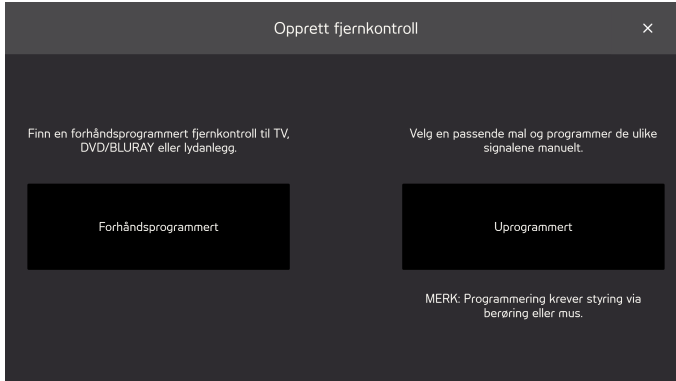 Opprett fjernkontroll
Finn en forhåndsprogrammert fjernkontroll til TV,
DVD/BLURAY eller lydanlegg.
Forhåndsprogrammert
Velg en passende mal og programmer de ulike
signalene manuelt.
Uprogrammert
MERK: Programmering krever styring via
berøring eller mus.